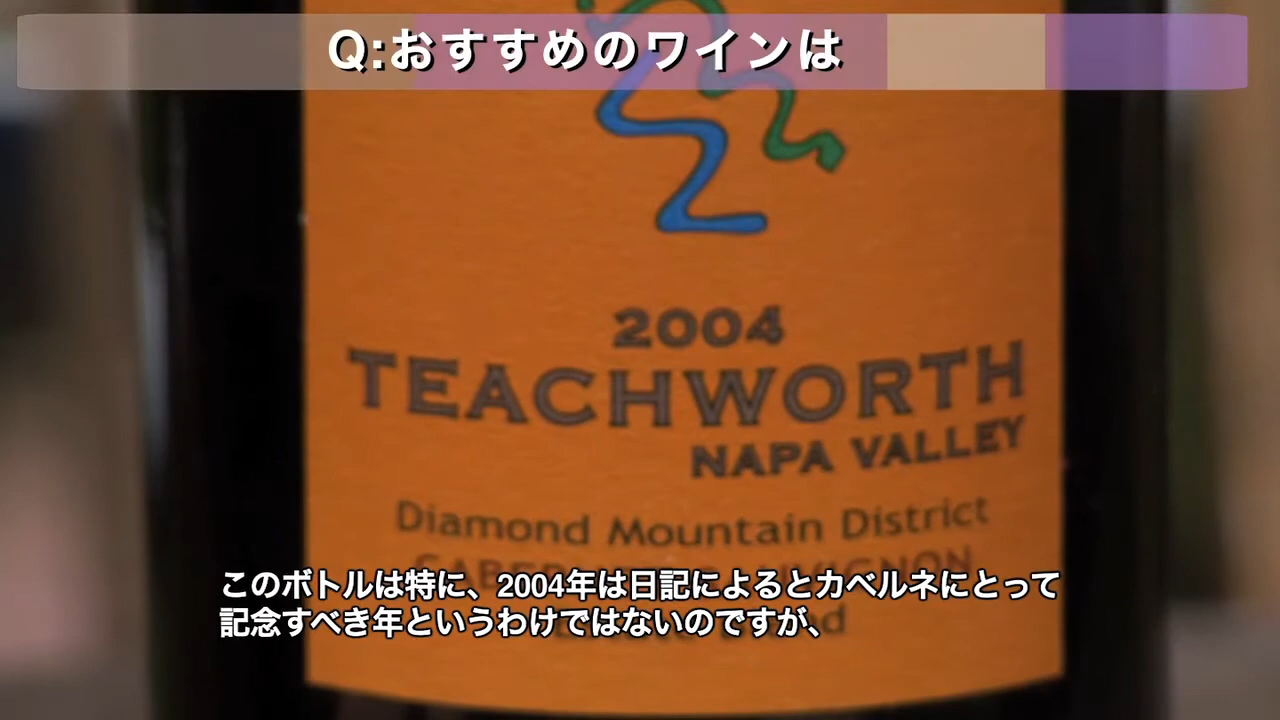 Q:おすすめのワインは
2004
TEACHWORTH
NAPA VALLEY
Diamond Mountain District
このボトルは特に、2004年は日記によるとカベルネにとって
記念すべき年というわけではないのですが、